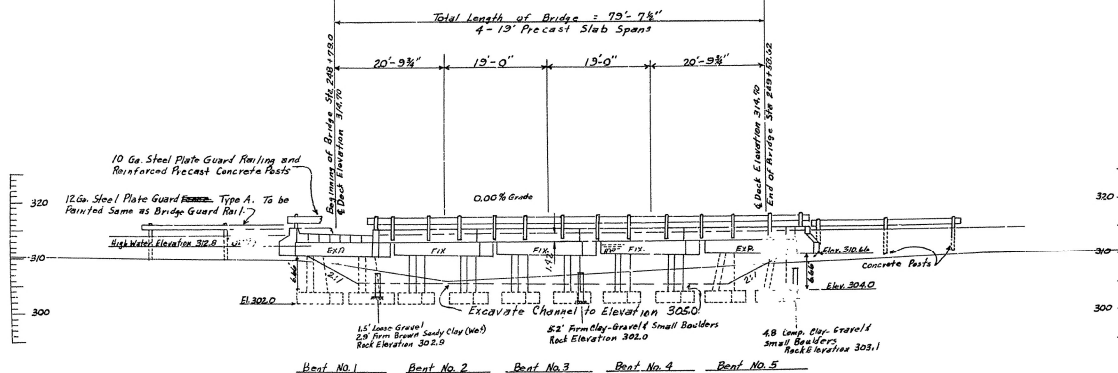 Total Length of Bridge = 79'-7½"
4-19' Precast Slab Spans
20'-9¾"
19'-0"
19'-0"
20'-9¾"
Beginning of Bridge Sta. 248+79.0
⅊ Deck Elevation 314.70
⅊ Deck Elevation 314.70
End of Bridge Sta 249+58.62
10 Ga. Steel Plate Guard Railing and
Reinforced Precast Concrete Posts
12 Ga. Steel Plate Guard Type A. To be
Painted Same as Bridge Guard Rail.
0.00% Grade
320
320
High Water Elevation 312.8
Exp.
Fix
Fix
Fix.
Exp.
Elev. 310.66
310
310
Concrete Posts
6.66
1.42
6.66
2:1
2:1
El. 302.0
Elev. 304.0
Excavate Channel to Elevation 305.0
300
300
1.5' Loose Gravel
2.9' Firm Brown Sandy Clay (Wet)
Rock Elevation 302.9
5.2' Firm Clay-Gravel & Small Boulders
Rock Elevation 302.0
4.8 Comp. Clay-Gravel &
Small Boulders
Rock Elevation 303.1
Bent No. 1
Bent No. 2
Bent No. 3
Bent No. 4
Bent No. 5